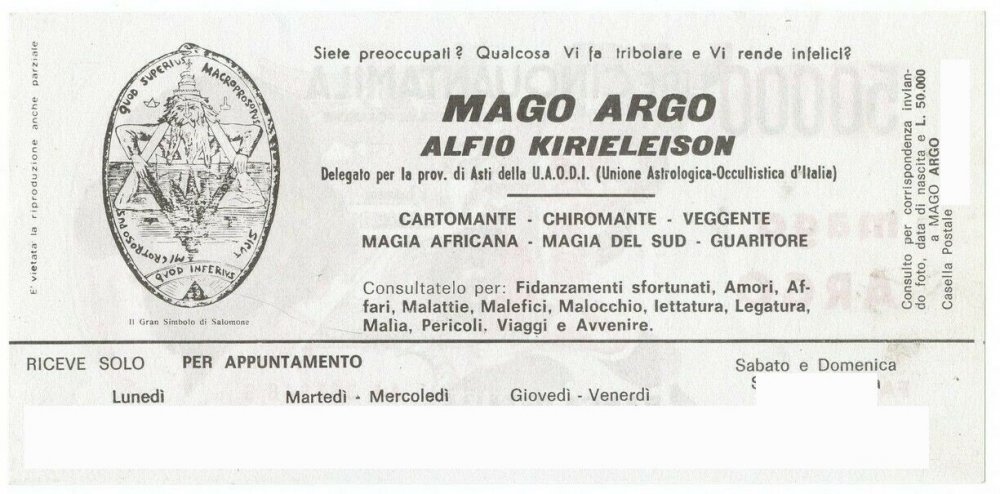 Siete preoccupati? Qualcosa Vi fa tribolare e Vi rende infelici?
MAGO ARGO
ALFIO KIRIELEISON
Delegato per la prov. di Asti della U.A.O.D.I. (Unione Astrologica-Occultistica d'Italia)
CARTOMANTE - CHIROMANTE - VEGGENTE
MAGIA AFRICANA - MAGIA DEL SUD - GUARITORE
Consultatelo per: Fidanzamenti sfortunati, Amori, Af-
fari, Malattie, Malefici, Malocchio, Iettatura, Legatura,
Malìa, Pericoli. Viaggi e Avvenire.
E' vietata la riproduzione anche parziale
QUOD SUPERIUS
MACROPROSOPUS
SICUT
MICROPROSOPUS
QUOD INFERIUS
Il Gran Simbolo di Salomone
Consulto per corrispondenza invian-
do foto, data di nascita e L. 50.000
a MAGO ARGO
Casella Postale
RICEVE SOLO PER APPUNTAMENTO
Lunedì
Martedì - Mercoledì
Giovedì - Venerdì
Sabato e Domenica